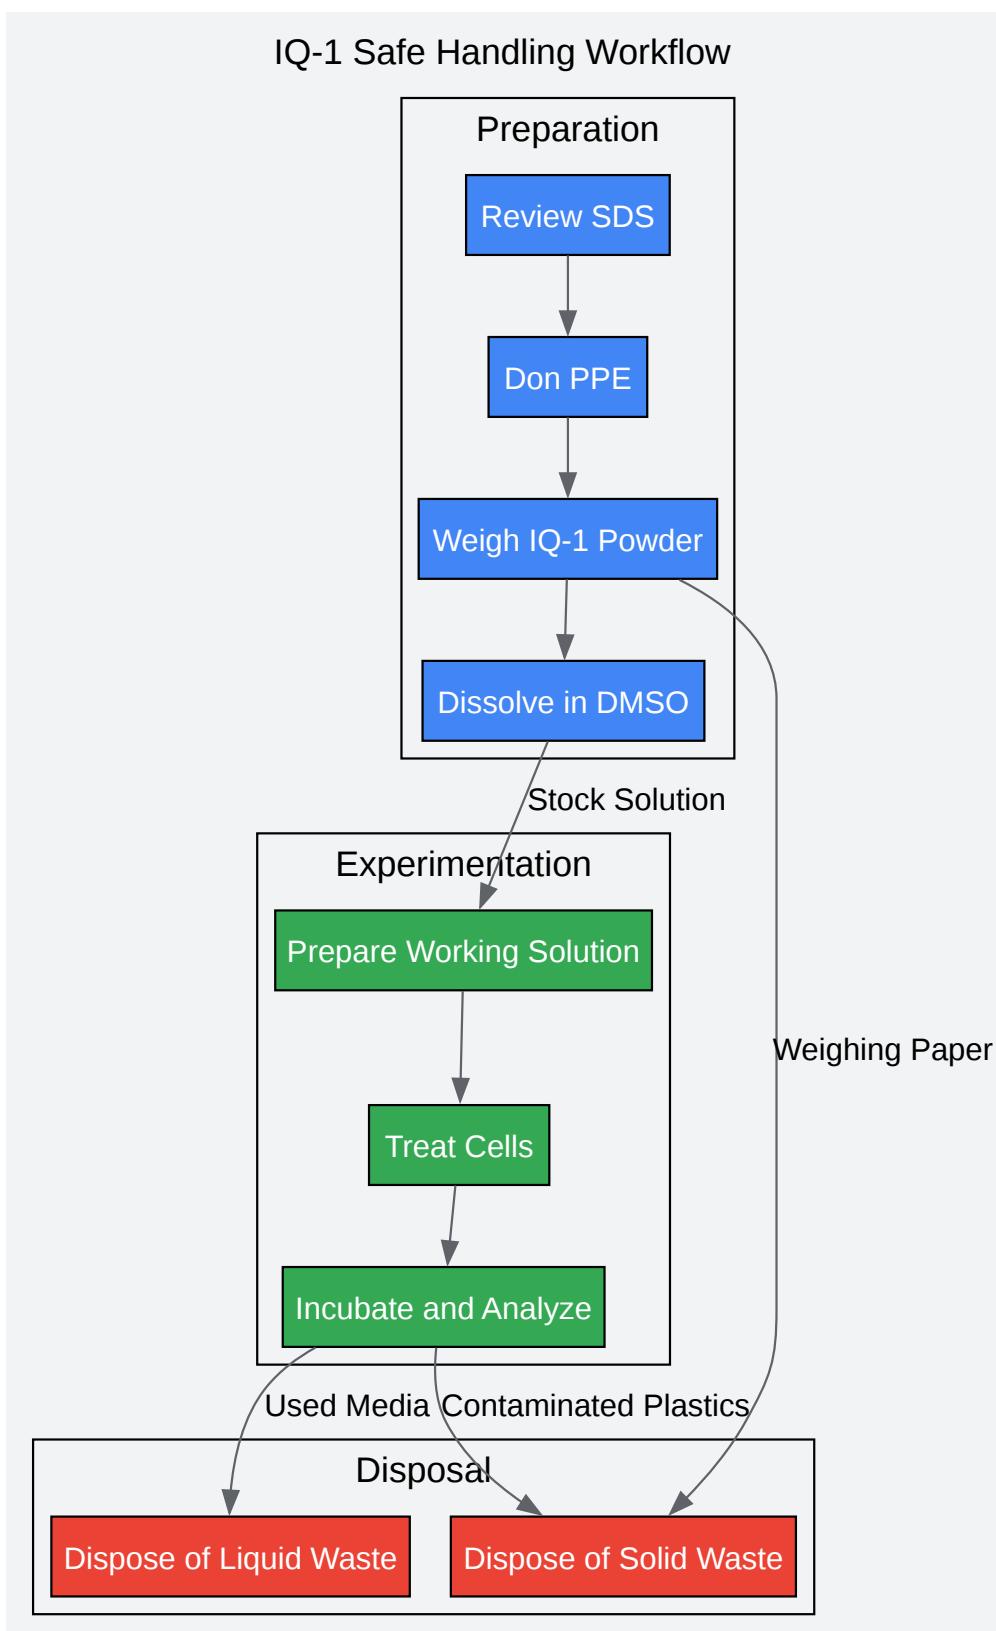 IQ-1 Safe Handling Workflow
Preparation
Review SDS
Don PPE
Weigh IQ-1 Powder
Dissolve in DMSO
Stock Solution
Experimentation
Prepare Working Solution
Weighing Paper
Treat Cells
Incubate and Analyze
Used Media
Contaminated Plastics
Disposal
Dispose of Liquid Waste
Dispose of Solid Waste